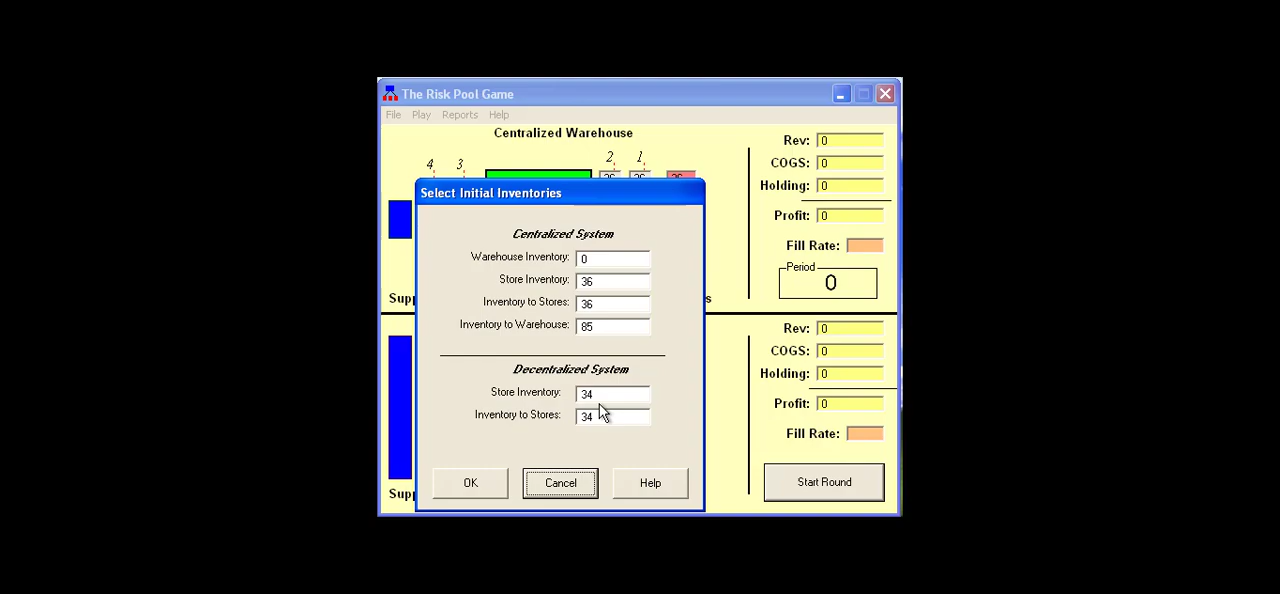 The Risk Pool Game
File Play Reports Help
Centralized Warehouse
4 3 2 1
Select Initial Inventories
Centralized System
Warehouse Inventory: 0
Store Inventory: 36
Inventory to Stores: 36
Inventory to Warehouse: 85
Decentralized System
Store Inventory: 34
Inventory to Stores: 34
OK Cancel Help
Rev: 0
COGS: 0
Holding: 0
Profit: 0
Fill Rate:
Period
0
Rev: 0
COGS: 0
Holding: 0
Profit: 0
Fill Rate:
Start Round